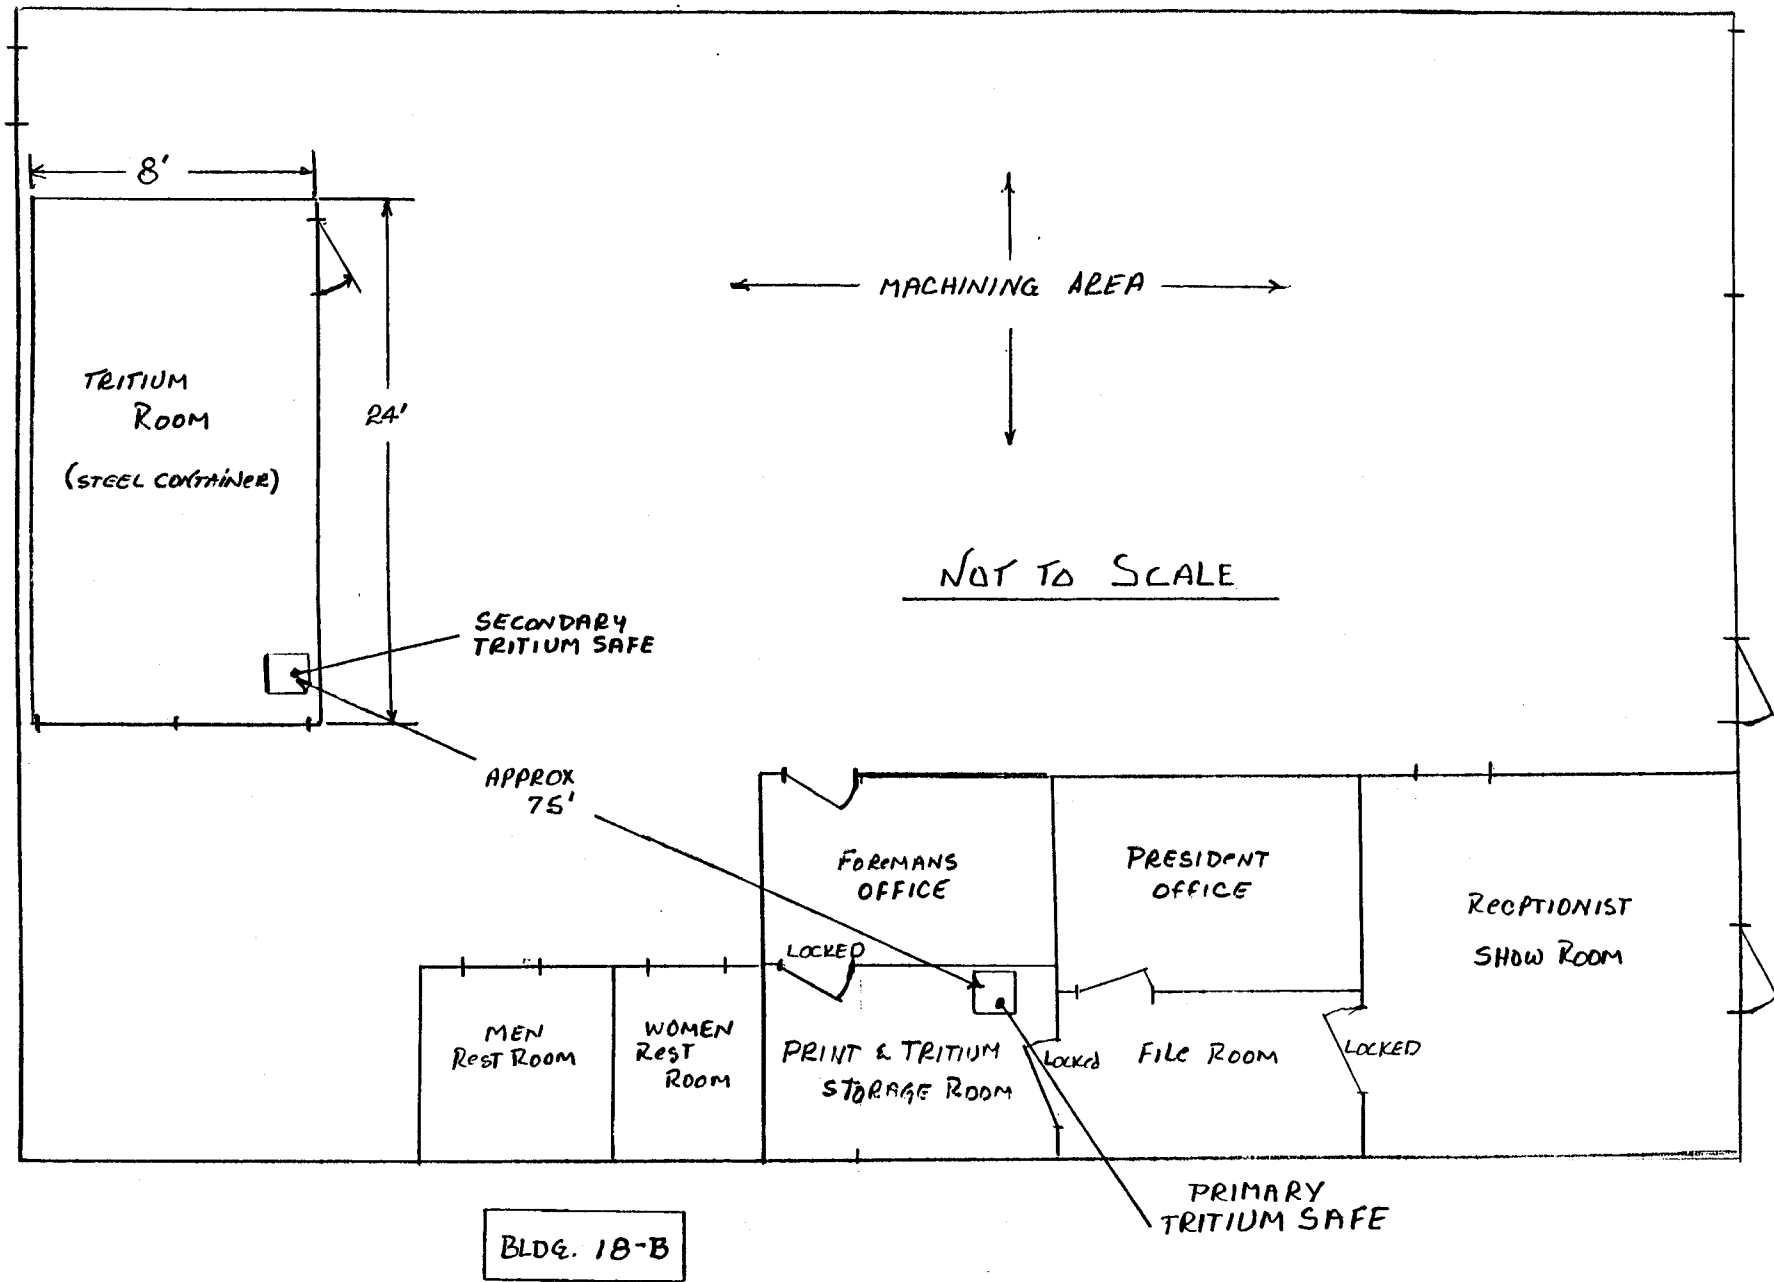 8'
MACHINING AREA
TRITIUM
ROOM
(STEEL CONTAINER)
24'
NOT TO SCALE
SECONDARY
TRITIUM SAFE
APPROX
75'
FOREMANS
OFFICE
PRESIDENT
OFFICE
RECPTIONIST
SHOW ROOM
LOCKED
MEN
REST ROOM
WOMEN
REST
ROOM
PRINT & TRITIUM
STORAGE ROOM
LOCKED
FILE ROOM
LOCKED
PRIMARY
TRITIUM SAFE
BLDG. 18-B